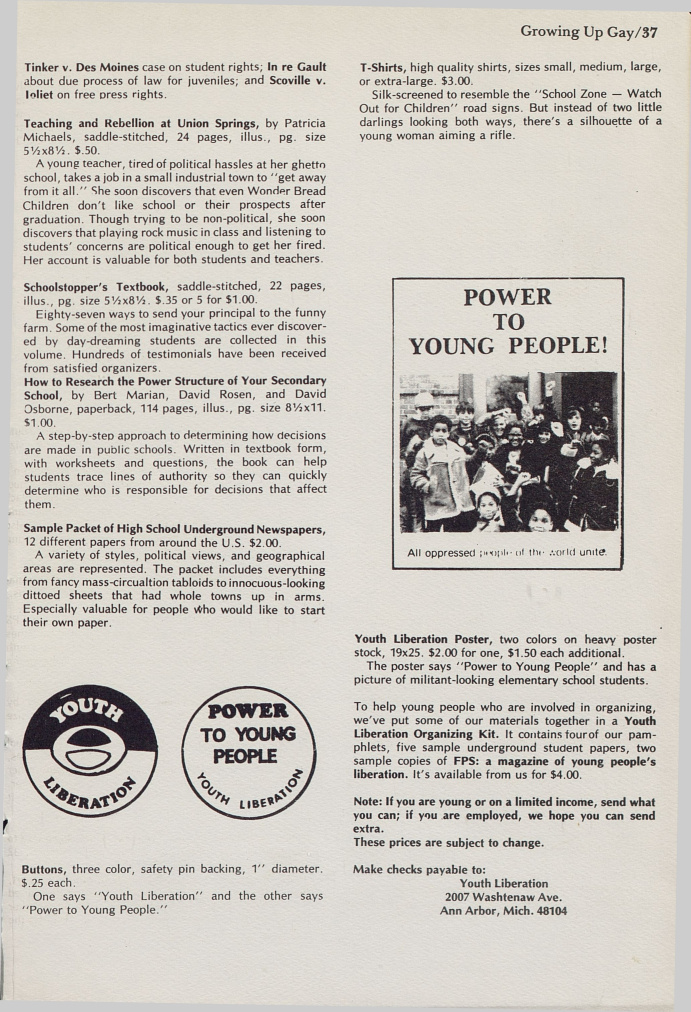 Growing Up Gay/37
Tinker v. Des Moines case on student rights; In re Gault
about due process of law for juveniles; and Scoville v.
Joliet on free press rights.
Teaching and Rebellion at Union Springs, by Patricia
Michaels, saddle-stitched, 24 pages, illus., pg. size
5½x8½. $.50.
A young teacher, tired of political hassles at her ghetto
school, takes a job in a small industrial town to "get away
from it all." She soon discovers that even Wonder Bread
Children don't like school or their prospects after
graduation. Though trying to be non-political, she soon
discovers that playing rock music in class and listening to
students' concerns are political enough to get her fired.
Her account is valuable for both students and teachers.
Schoolstopper's Textbook, saddle-stitched, 22 pages,
illus., pg. size 5½x8½. $.35 or 5 for $1.00.
Eighty-seven ways to send your principal to the funny
farm. Some of the most imaginative tactics ever discover-
ed by day-dreaming students are collected in this
volume. Hundreds of testimonials have been received
from satisfied organizers.
How to Research the Power Structure of Your Secondary
School, by Bert Marian, David Rosen, and David
Osborne, paperback, 114 pages, illus., pg. size 8½x11.
$1.00.
A step-by-step approach to determining how decisions
are made in public schools. Written in textbook form,
with worksheets and questions, the book can help
students trace lines of authority so they can quickly
determine who is responsible for decisions that affect
them.
Sample Packet of High School Underground Newspapers,
12 different papers from around the U.S. $2.00.
A variety of styles, political views, and geographical
areas are represented. The packet includes everything
from fancy mass-circualtion tabloids to innocuous-looking
dittoed sheets that had whole towns up in arms.
Especially valuable for people who would like to start
their own paper.
YOUTH
LIBERATION
POWER
TO YOUNG
PEOPLE
YOUTH LIBERATION
Buttons, three color, safety pin backing, 1" diameter.
$.25 each.
One says "Youth Liberation" and the other says
"Power to Young People."
T-Shirts, high quality shirts, sizes small, medium, large,
or extra-large. $3.00.
Silk-screened to resemble the "School Zone — Watch
Out for Children" road signs. But instead of two little
darlings looking both ways, there's a silhouette of a
young woman aiming a rifle.
POWER
TO
YOUNG PEOPLE!
All oppressed people of the world unite.
Youth Liberation Poster, two colors on heavy poster
stock, 19x25. $2.00 for one, $1.50 each additional.
The poster says "Power to Young People" and has a
picture of militant-looking elementary school students.
To help young people who are involved in organizing,
we've put some of our materials together in a Youth
Liberation Organizing Kit. It contains four of our pam-
phlets, five sample underground student papers, two
sample copies of FPS: a magazine of young people's
liberation. It's available from us for $4.00.
Note: If you are young or on a limited income, send what
you can; if you are employed, we hope you can send
extra.
These prices are subject to change.
Make checks payable to:
Youth Liberation
2007 Washtenaw Ave.
Ann Arbor, Mich. 48104